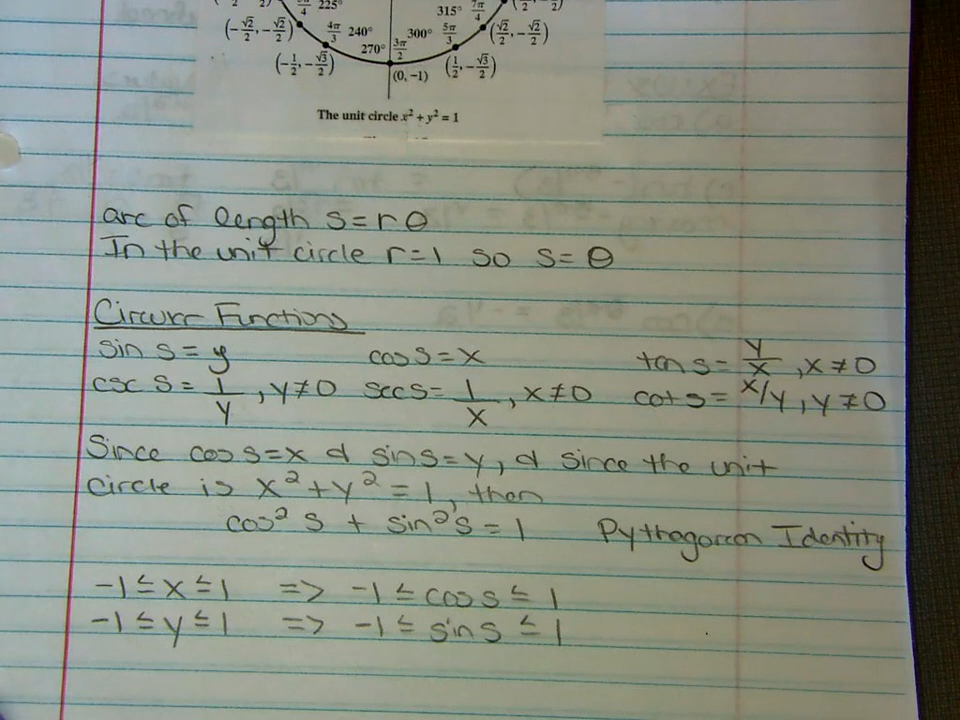 225° 315° 7π/4
(-√2/2, -√2/2) 4π/3 240° 300° 5π/3 (√2/2, -√2/2)
270° 3π/2
(-1/2, -√3/2) (0, -1) (1/2, -√3/2)
The unit circle x² + y² = 1
arc of length s = rθ
In the unit circle r=1 so s = θ
Circular Functions
sin s = y cos s = x tan s = y/x , x ≠ 0
csc s = 1/y , y ≠ 0 sec s = 1/x , x ≠ 0 cot s = x/y , y ≠ 0
Since cos s = x & sin s = y, & since the unit
circle is x² + y² = 1, then
cos² s + sin² s = 1 Pythagorean Identity
-1 ≤ x ≤ 1 => -1 ≤ cos s ≤ 1
-1 ≤ y ≤ 1 => -1 ≤ sin s ≤ 1